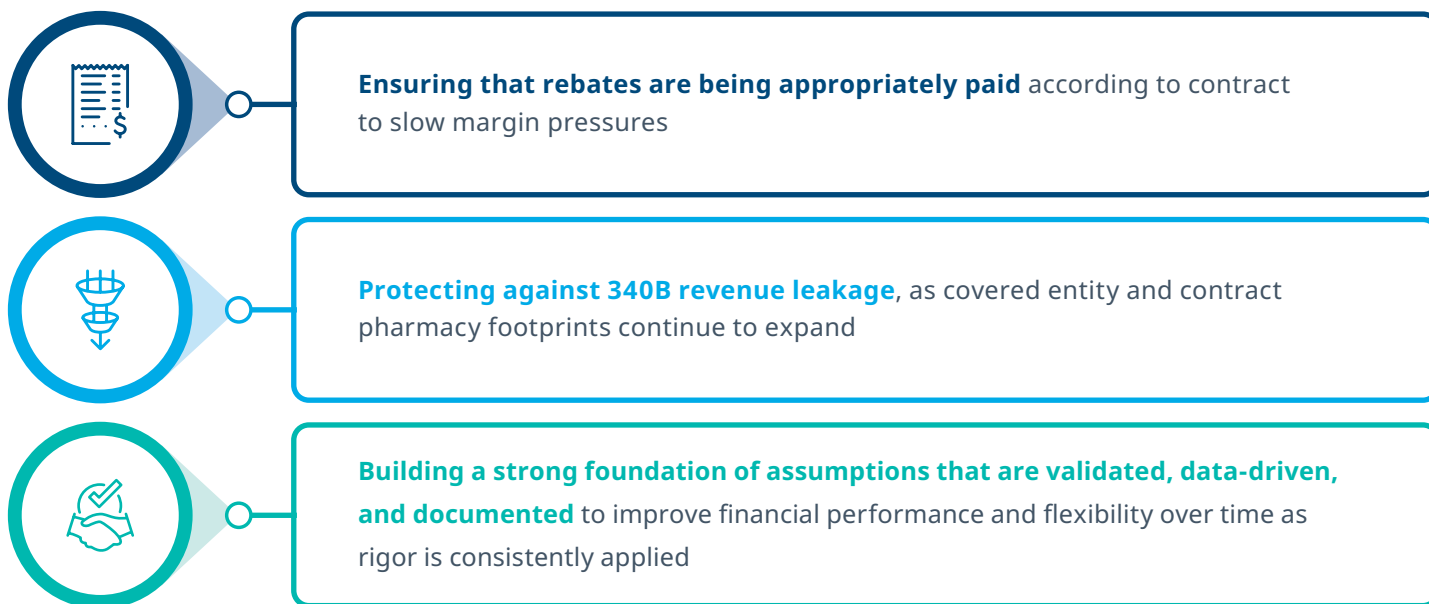 Ensuring that rebates are being appropriately paid according to contract
to slow margin pressures
Protecting against 340B revenue leakage, as covered entity and contract
pharmacy footprints continue to expand
Building a strong foundation of assumptions that are validated, data-driven,
and documented to improve financial performance and flexibility over time as
rigor is consistently applied